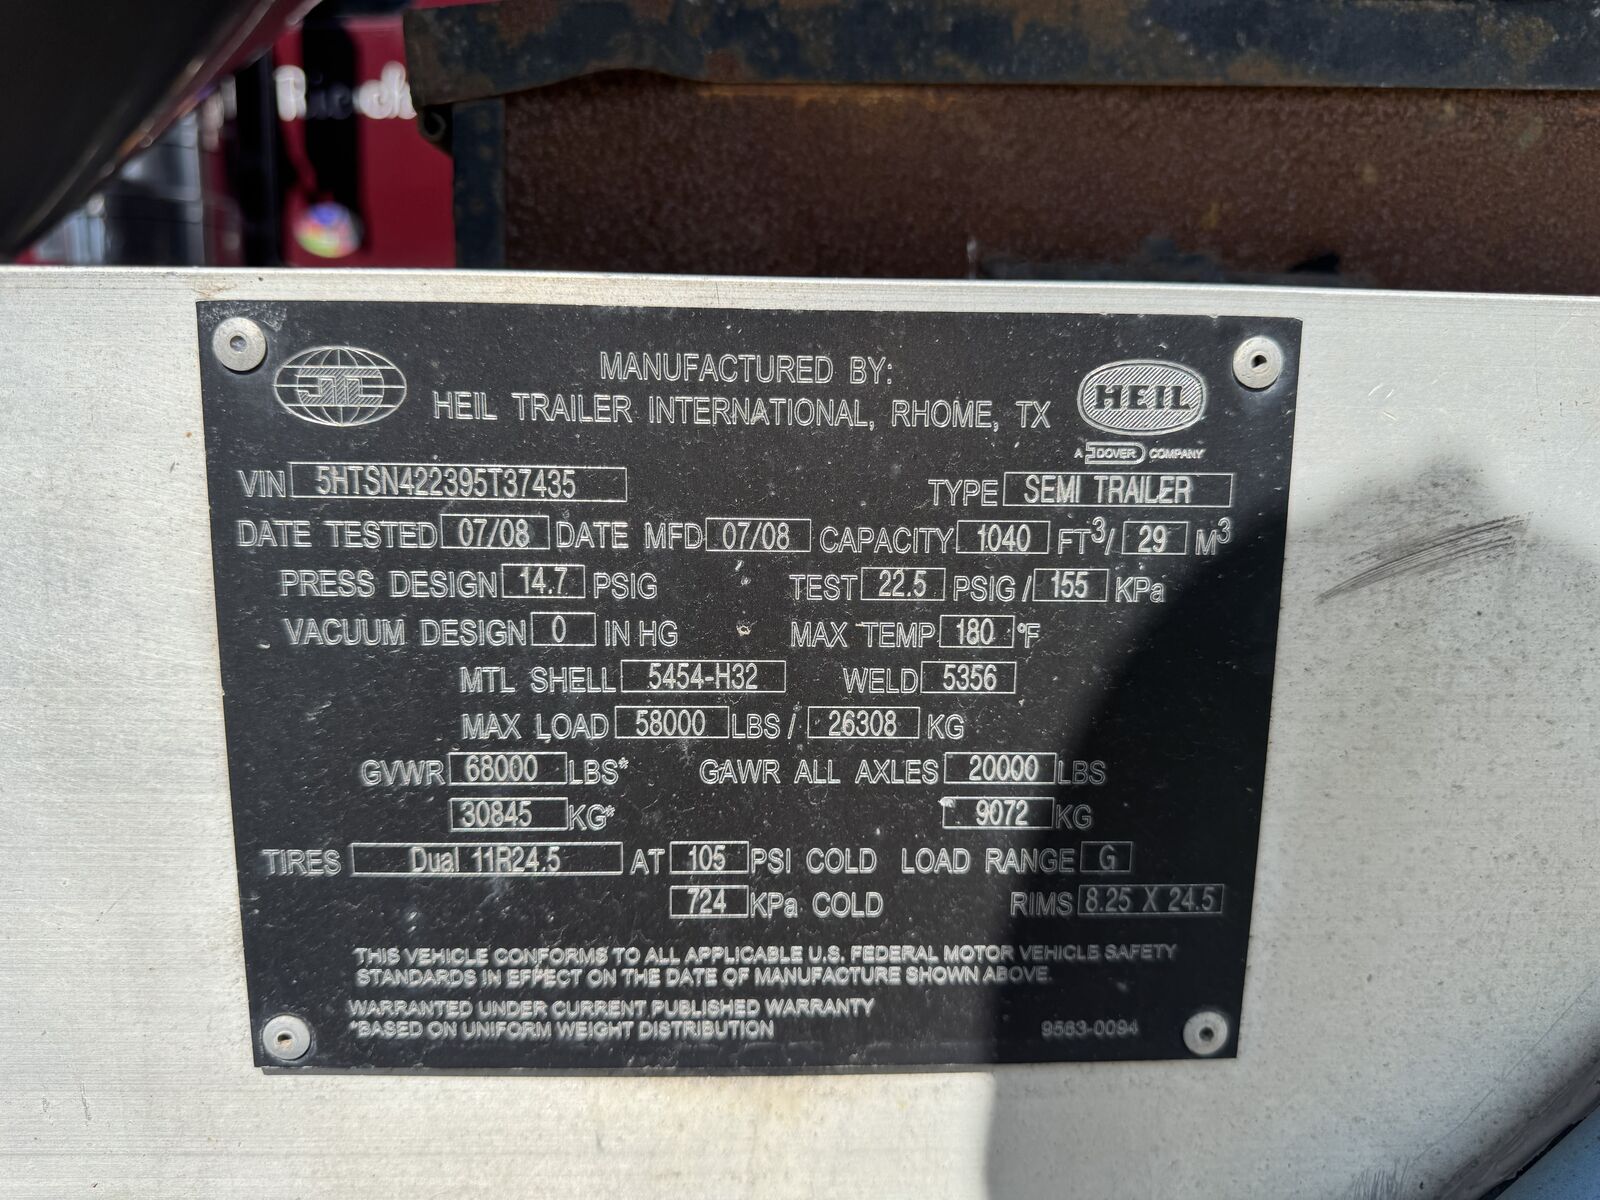 MANUFACTURED BY:
HEIL TRAILER INTERNATIONAL, RHOME, TX
HEIL
A DOVER COMPANY
VIN 5HTSN422395T37435 TYPE SEMI TRAILER
DATE TESTED 07/08 DATE MFD 07/08 CAPACITY 1040 FT³/ 29 M³
PRESS DESIGN 14.7 PSIG TEST 22.5 PSIG / 155 KPa
VACUUM DESIGN 0 IN HG MAX TEMP 180 °F
MTL SHELL 5454-H32 WELD 5356
MAX LOAD 58000 LBS / 26308 KG
GVWR 68000 LBS* GAWR ALL AXLES 20000 LBS
30845 KG* 9072 KG
TIRES Dual 11R24.5 AT 105 PSI COLD LOAD RANGE G
724 KPa COLD RIMS 8.25 X 24.5
THIS VEHICLE CONFORMS TO ALL APPLICABLE U.S. FEDERAL MOTOR VEHICLE SAFETY
STANDARDS IN EFFECT ON THE DATE OF MANUFACTURE SHOWN ABOVE.
WARRANTED UNDER CURRENT PUBLISHED WARRANTY
*BASED ON UNIFORM WEIGHT DISTRIBUTION 9563-0094